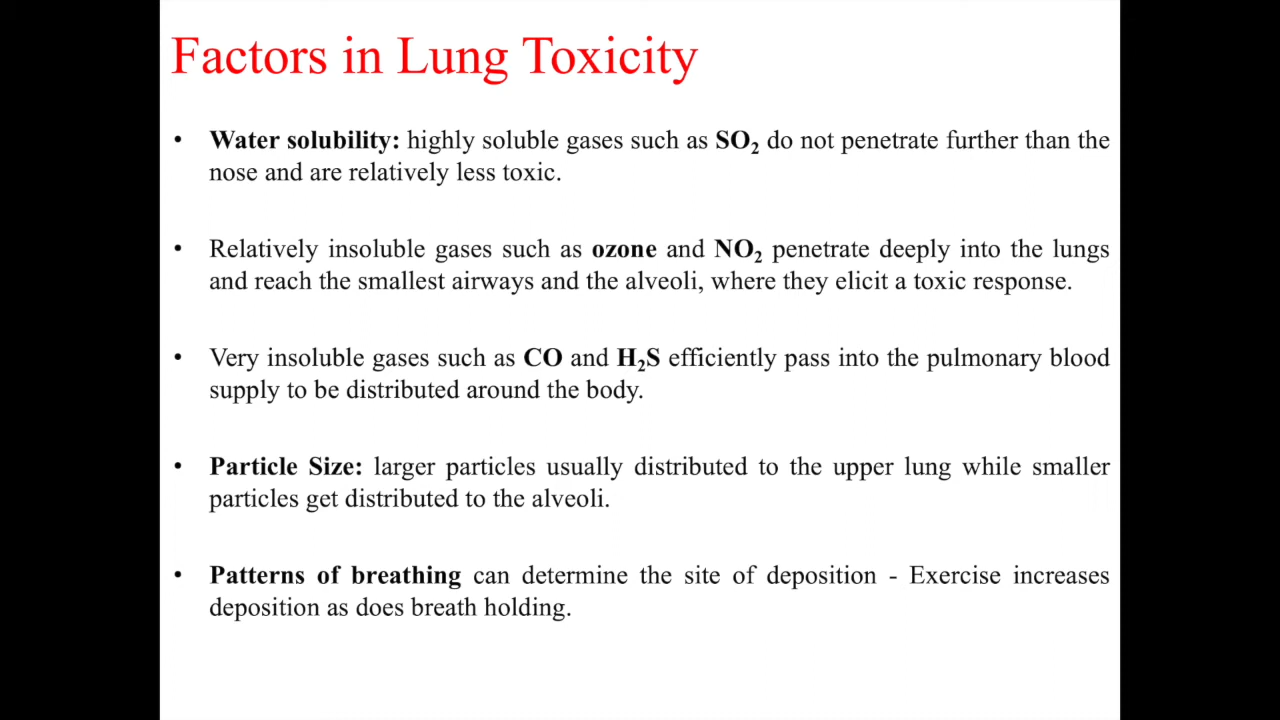 Factors in Lung Toxicity
• Water solubility: highly soluble gases such as SO₂ do not penetrate further than the
nose and are relatively less toxic.
• Relatively insoluble gases such as ozone and NO₂ penetrate deeply into the lungs
and reach the smallest airways and the alveoli, where they elicit a toxic response.
• Very insoluble gases such as CO and H₂S efficiently pass into the pulmonary blood
supply to be distributed around the body.
• Particle Size: larger particles usually distributed to the upper lung while smaller
particles get distributed to the alveoli.
• Patterns of breathing can determine the site of deposition - Exercise increases
deposition as does breath holding.